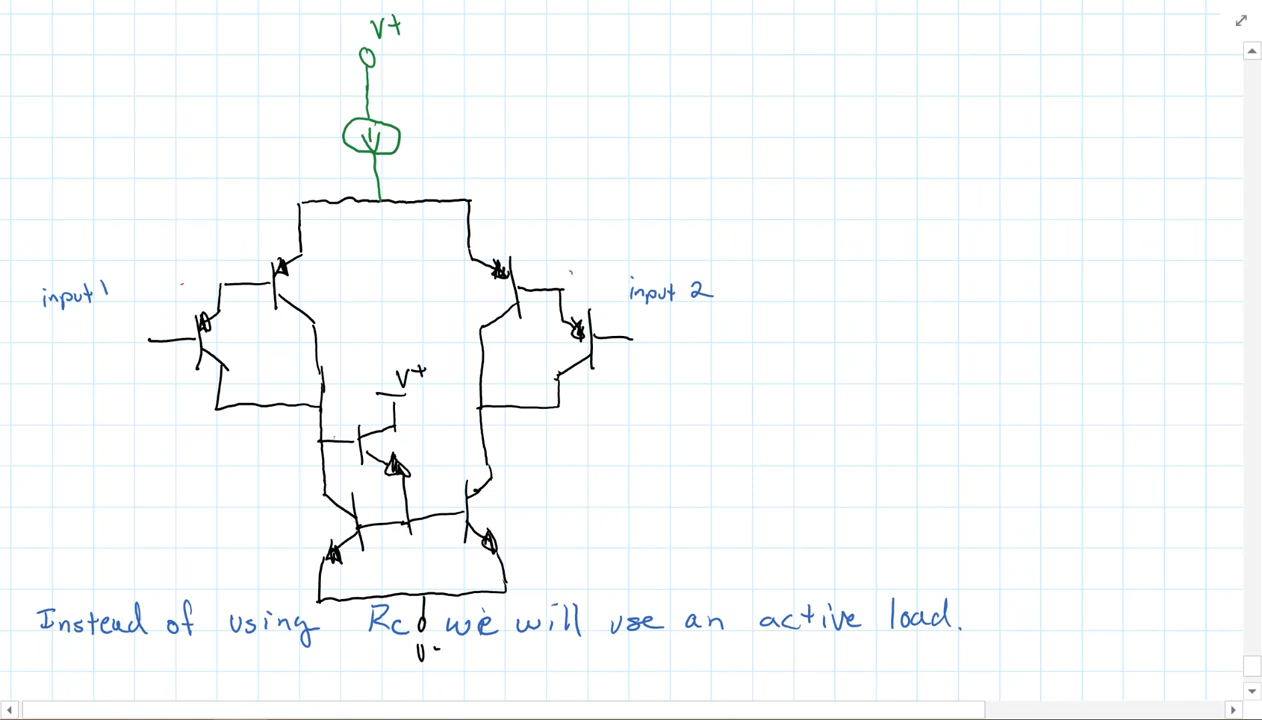 V+
input 1
input 2
V+
Instead of using Rc we will use an active load.
V-